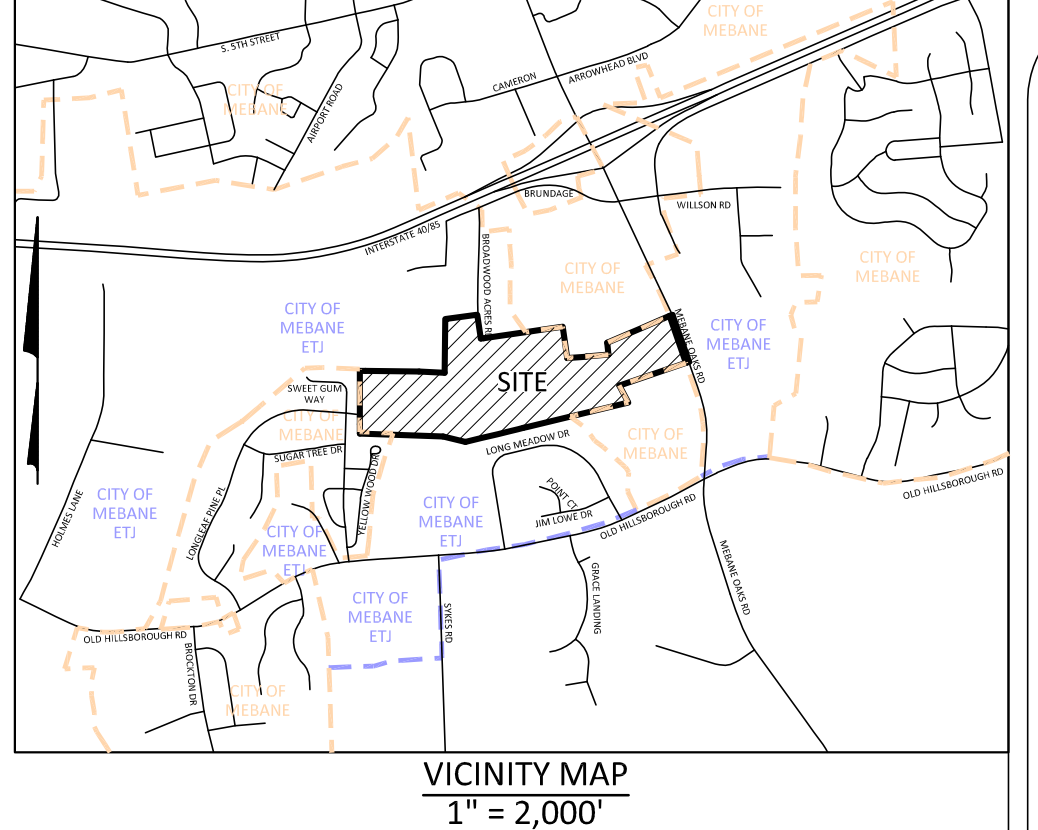 CITY OF
MEBANE
S. 5TH STREET
ARROWHEAD BLVD
CAMERON
CITY OF
MEBANE
AIRPORT ROAD
BRUNDAGE
WILLSON RD
INTERSTATE 40/85
BROADWOOD ACRES R
CITY OF
MEBANE
CITY OF
MEBANE
CITY OF
MEBANE
ETJ
MEBANE OAKS RD
CITY OF
MEBANE
ETJ
SITE
SWEET GUM
WAY
CITY OF
MEBANE
SUGAR TREE DR
LONG MEADOW DR
CITY OF
MEBANE
YELLOW WOOD DR
HOLMES LANE
CITY OF
MEBANE
ETJ
LONGLEAF PINE PL
CITY OF
MEBANE
ETJ
CITY OF
MEBANE
ETJ
POINT CT
JIM LOWE DR
OLD HILLSBOROUGH RD
OLD HILLSBOROUGH RD
MEBANE OAKS RD
GRACE LANDING
CITY OF
MEBANE
ETJ
SYKES RD
OLD HILLSBOROUGH RD
BROCKTON DR
CITY OF
MEBANE
VICINITY MAP
1" = 2,000'